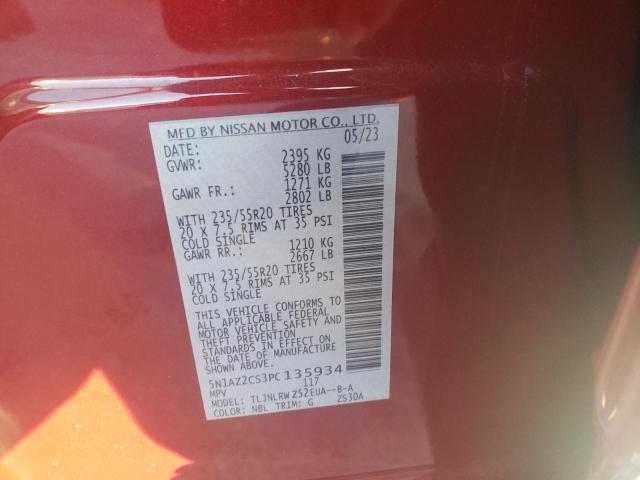 MFD BY NISSAN MOTOR CO., LTD.
DATE: 05/23
GVWR: 2395 KG
5280 LB
GAWR FR.: 1271 KG
2802 LB
WITH 235/55R20 TIRES
20 X 7.5 RIMS AT 35 PSI
COLD SINGLE
GAWR RR.: 1210 KG
2667 LB
WITH 235/55R20 TIRES
20 X 7.5 RIMS AT 35 PSI
COLD SINGLE
THIS VEHICLE CONFORMS TO
ALL APPLICABLE FEDERAL
MOTOR VEHICLE SAFETY AND
THEFT PREVENTION
STANDARDS IN EFFECT ON
THE DATE OF MANUFACTURE
SHOWN ABOVE.
5N1AZ2CS3PC135934
MPV 117
MODEL: TLJNLRWZ52EUA--B-A
COLOR: NBL TRIM: G ZS30A